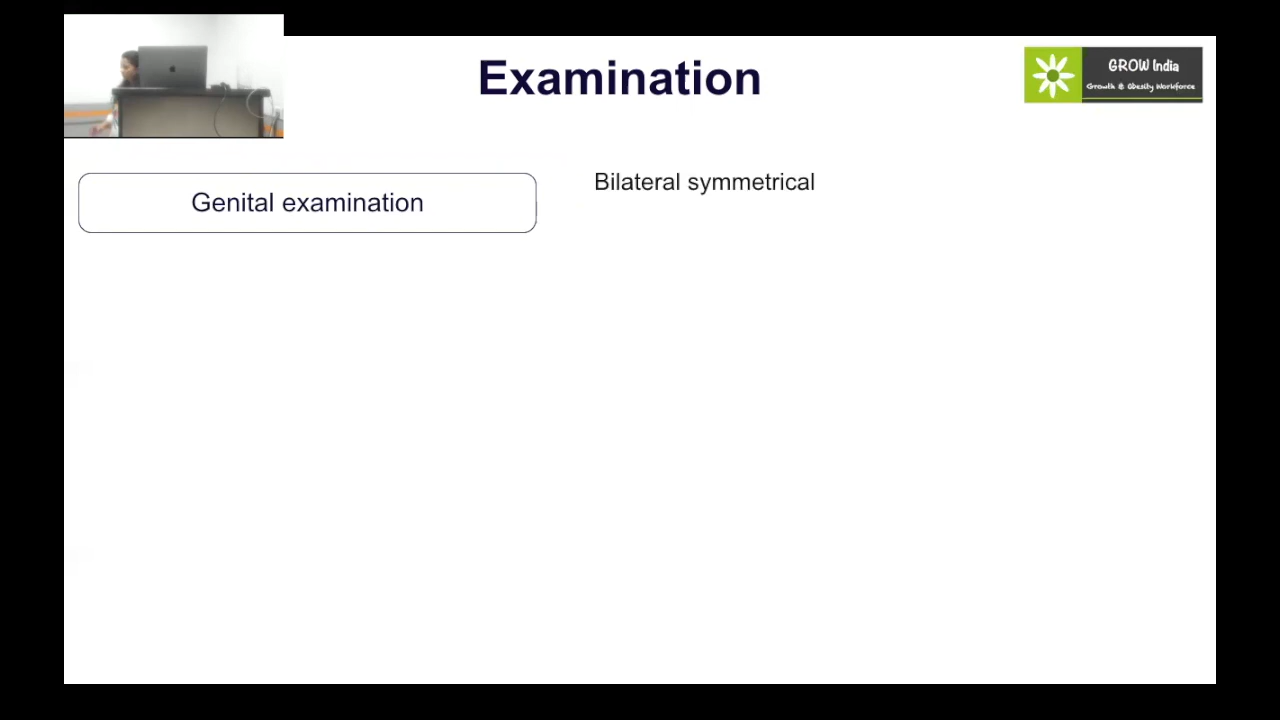 Examination
GROW India
Growth & Obesity Workforce
Genital examination
Bilateral symmetrical